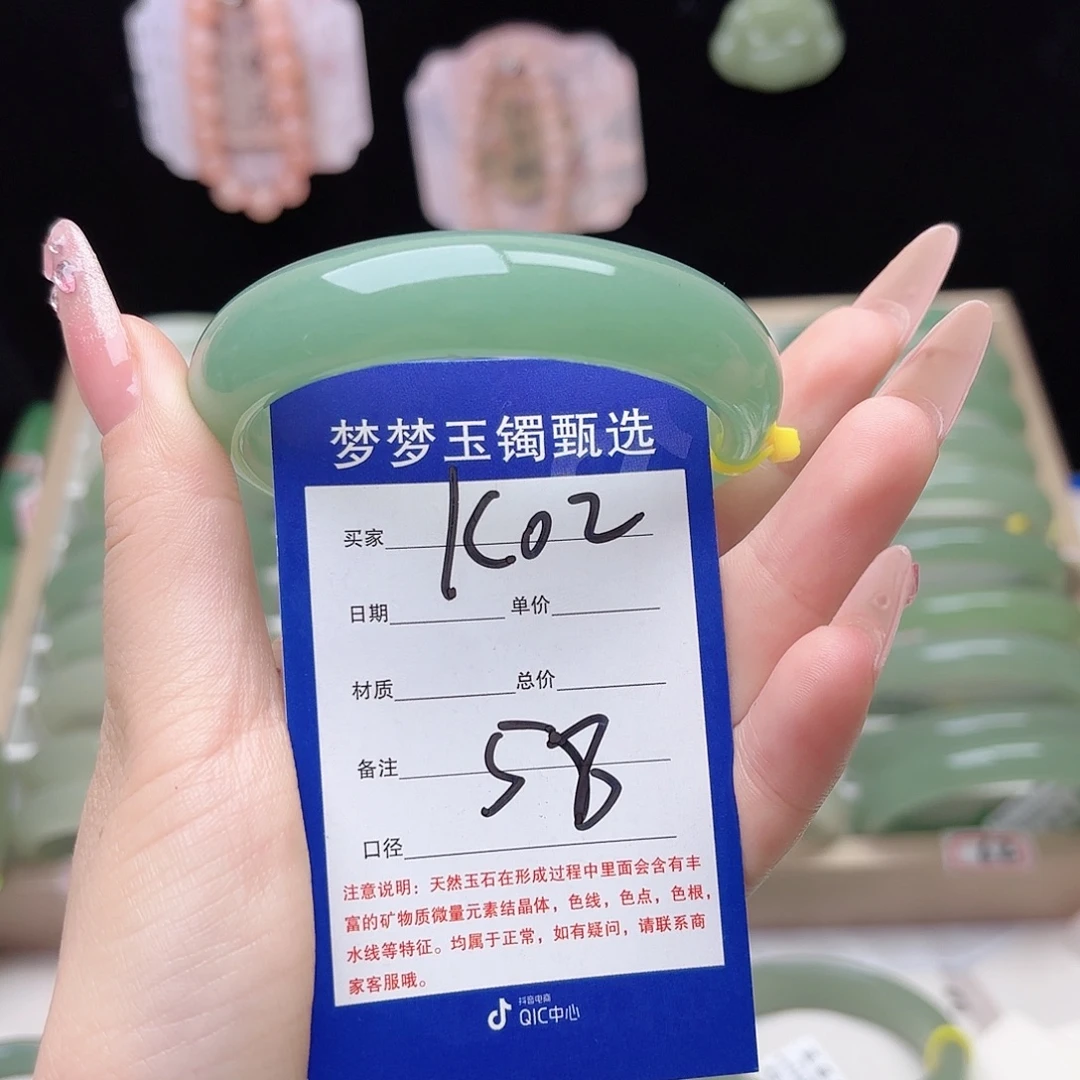 梦梦玉镯甄选
买家 K02
日期 单价
材质 总价
备注 58
口径
注意说明：天然玉石在形成过程中里面会含有丰
富的矿物质微量元素结晶体，色线，色点，色根，
水线等特征。均属于正常，如有疑问，请联系商
家客服哦。
抖音电商
QIC中心